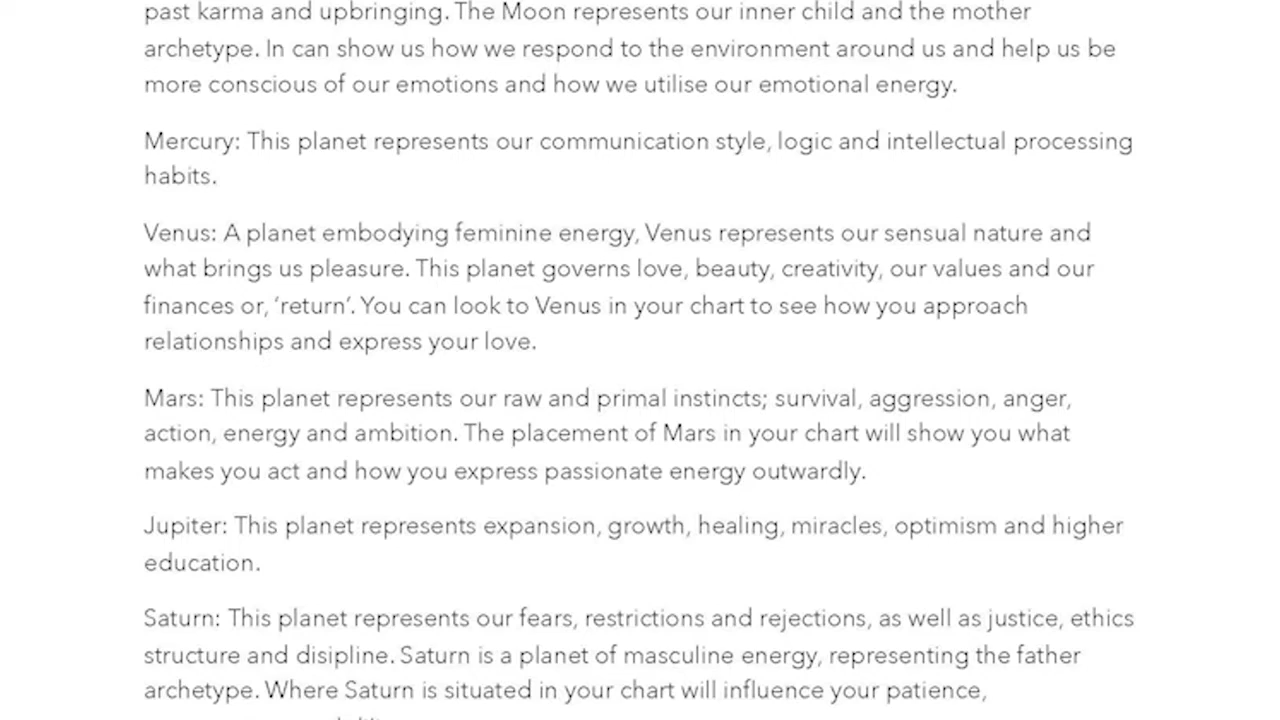 past karma and upbringing. The Moon represents our inner child and the mother
archetype. In can show us how we respond to the environment around us and help us be
more conscious of our emotions and how we utilise our emotional energy.
Mercury: This planet represents our communication style, logic and intellectual processing
habits.
Venus: A planet embodying feminine energy, Venus represents our sensual nature and
what brings us pleasure. This planet governs love, beauty, creativity, our values and our
finances or, ‘return’. You can look to Venus in your chart to see how you approach
relationships and express your love.
Mars: This planet represents our raw and primal instincts; survival, aggression, anger,
action, energy and ambition. The placement of Mars in your chart will show you what
makes you act and how you express passionate energy outwardly.
Jupiter: This planet represents expansion, growth, healing, miracles, optimism and higher
education.
Saturn: This planet represents our fears, restrictions and rejections, as well as justice, ethics
structure and disipline. Saturn is a planet of masculine energy, representing the father
archetype. Where Saturn is situated in your chart will influence your patience,